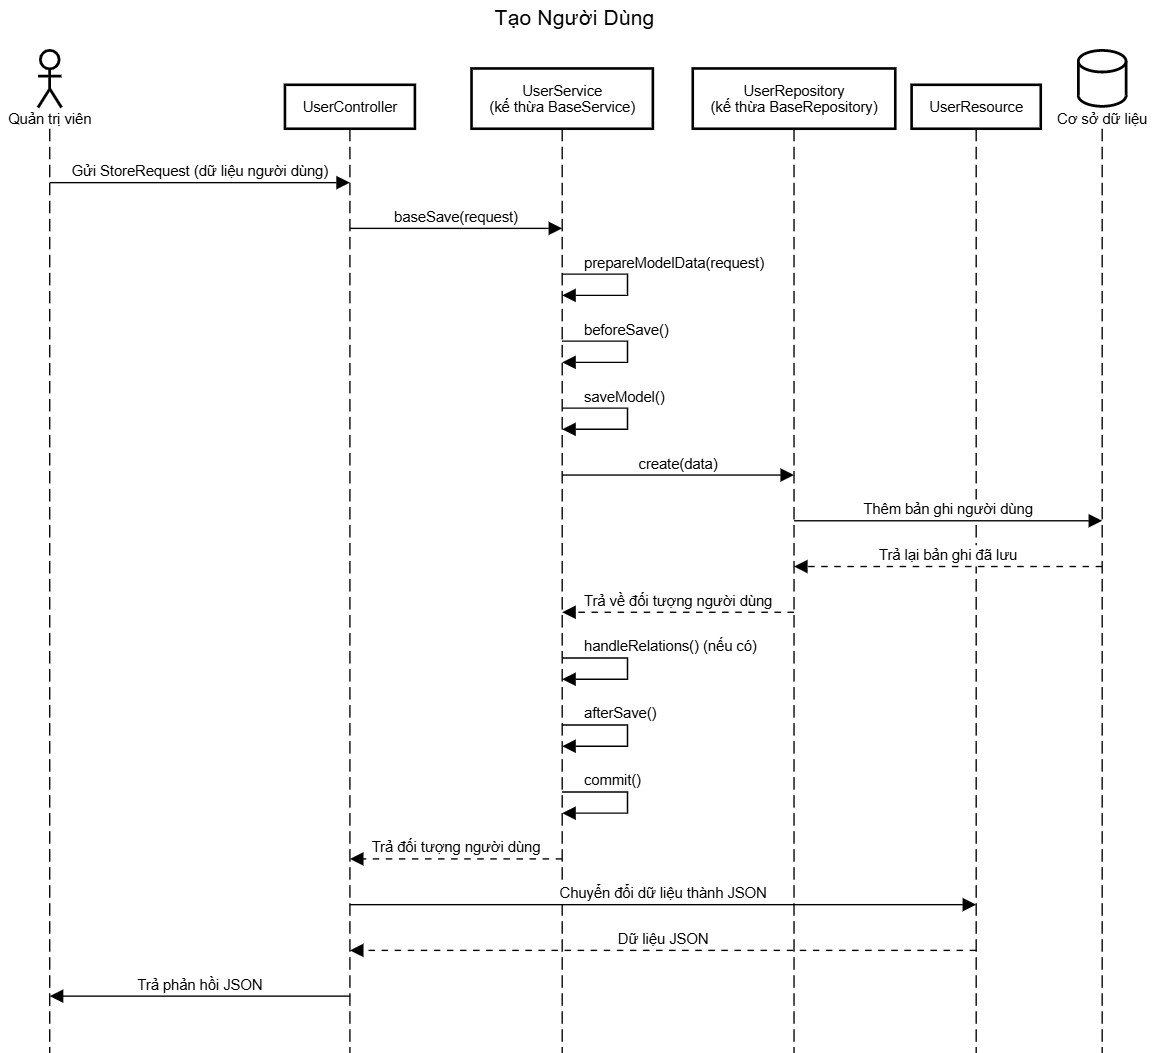 Tạo Người Dùng
Quản trị viên
UserController
UserService
(kế thừa BaseService)
UserRepository
(kế thừa BaseRepository)
UserResource
Cơ sở dữ liệu
Gửi StoreRequest (dữ liệu người dùng)
baseSave(request)
prepareModelData(request)
beforeSave()
saveModel()
create(data)
Thêm bản ghi người dùng
Trả lại bản ghi đã lưu
Trả về đối tượng người dùng
handleRelations() (nếu có)
afterSave()
commit()
Trả đối tượng người dùng
Chuyển đổi dữ liệu thành JSON
Dữ liệu JSON
Trả phản hồi JSON